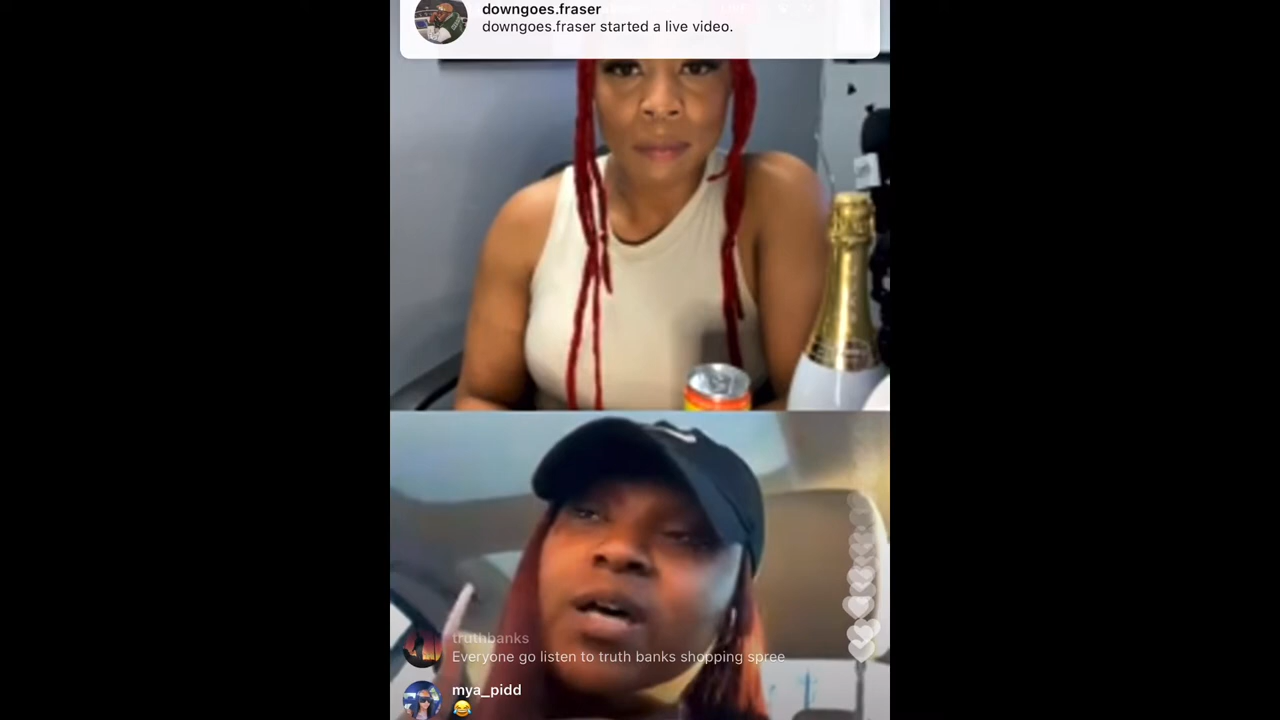 downgoes.fraser
downgoes.fraser started a live video.
truthbanks
Everyone go listen to truth banks shopping spree
mya_pidd
😂